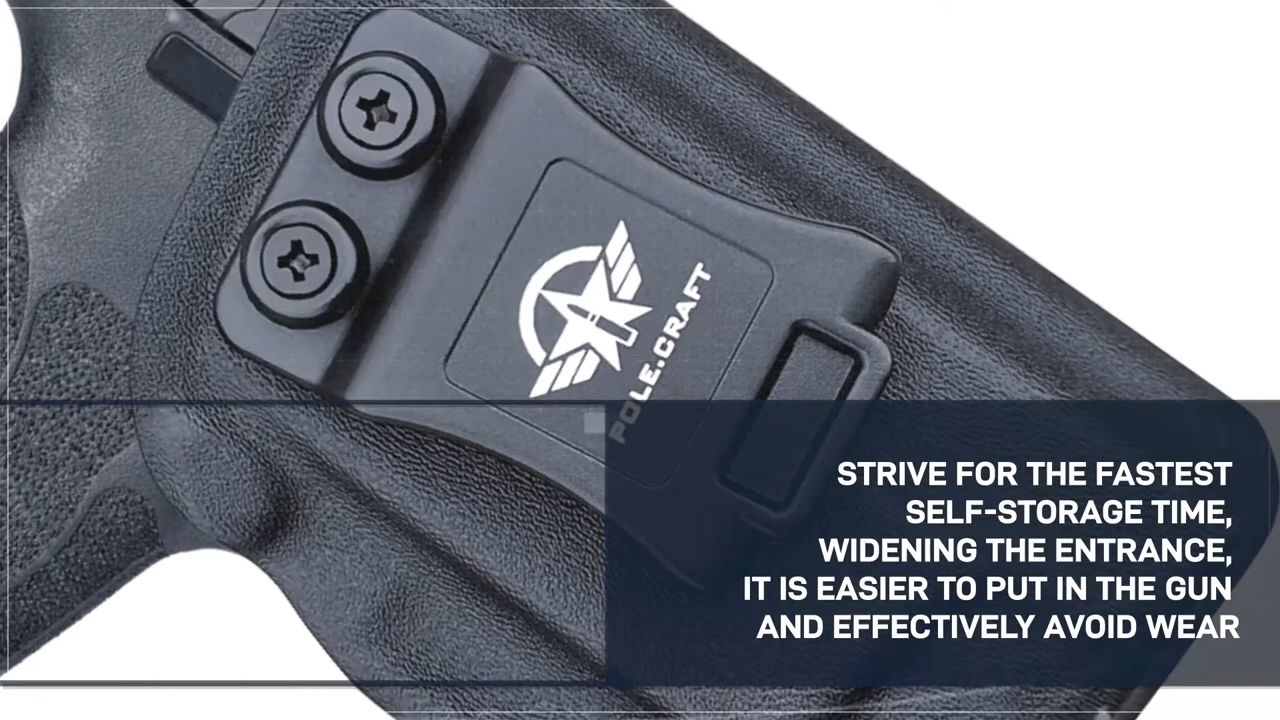 POLE.CRAFT
STRIVE FOR THE FASTEST
SELF-STORAGE TIME,
WIDENING THE ENTRANCE,
IT IS EASIER TO PUT IN THE GUN
AND EFFECTIVELY AVOID WEAR